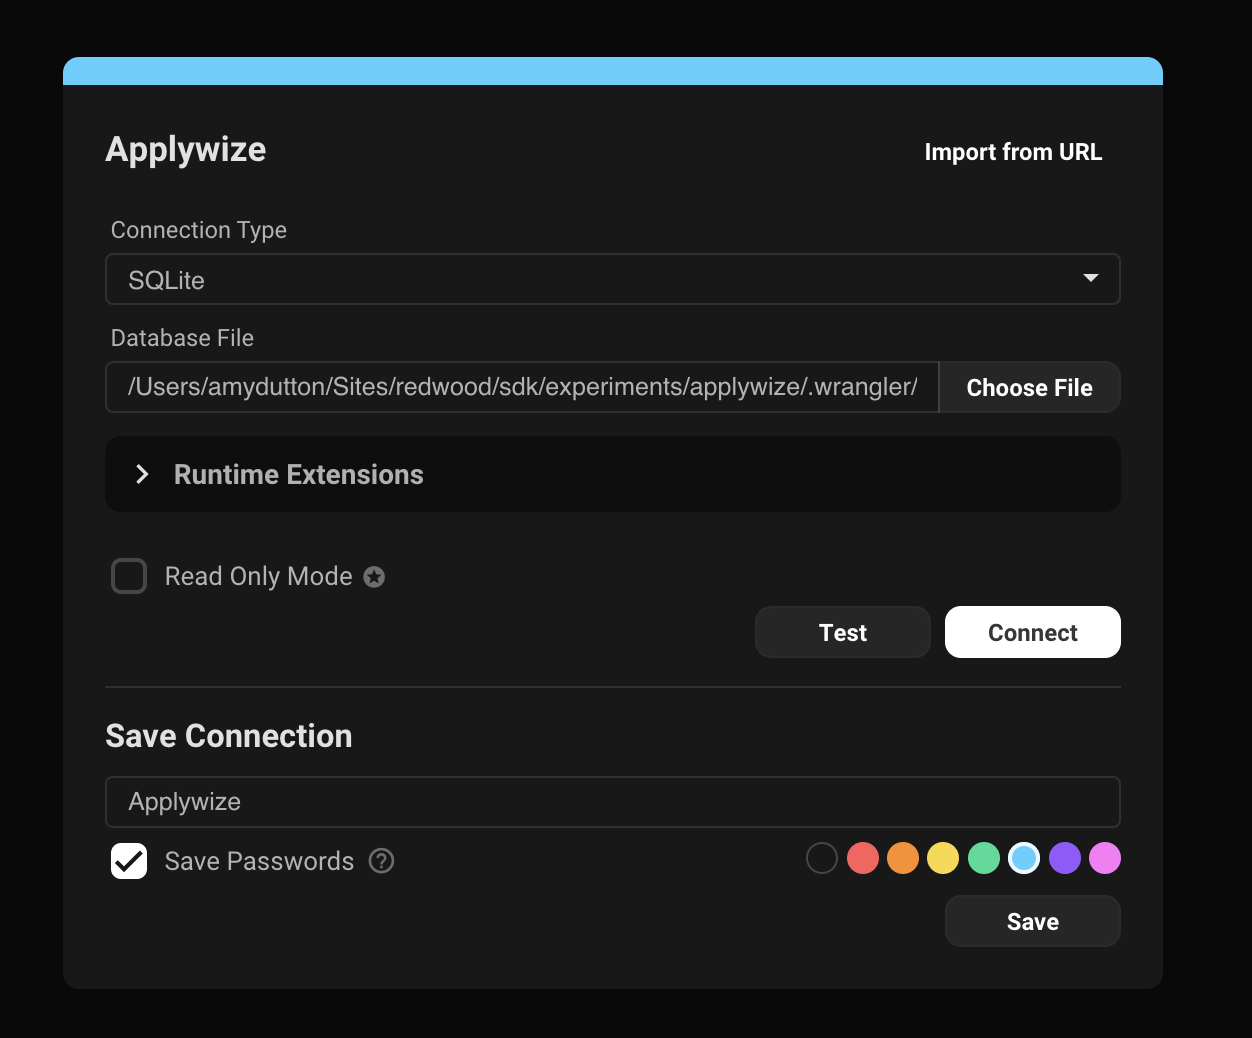 Applywize
Import from URL
Connection Type
SQLite
Database File
/Users/amydutton/Sites/redwood/sdk/experiments/applywize/.wrangler/
Choose File
Runtime Extensions
Read Only Mode
Test
Connect
Save Connection
Applywize
Save Passwords ?
Save